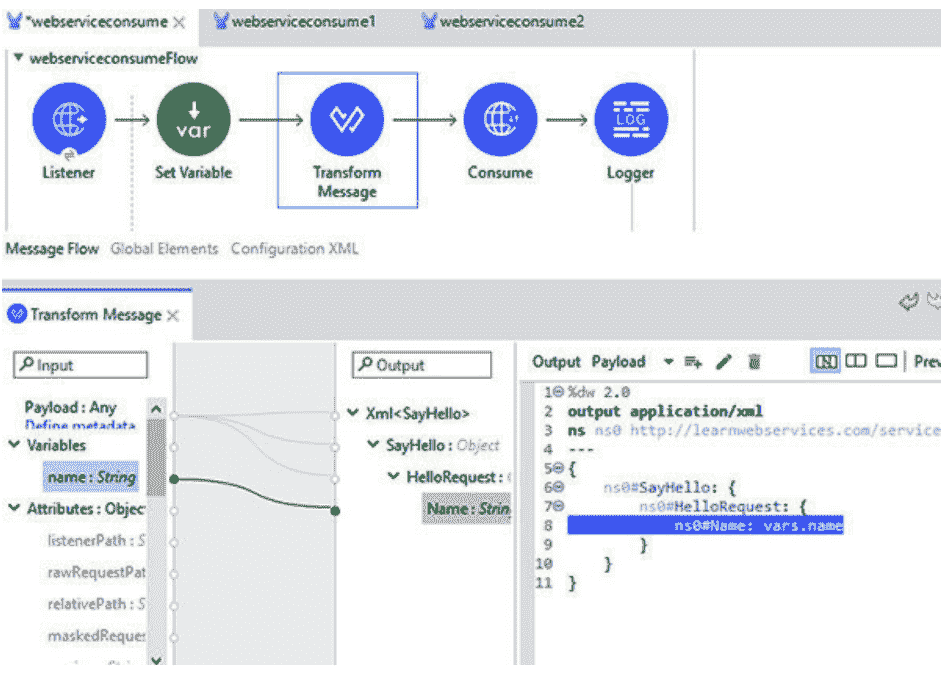 *webserviceconsume
webserviceconsume1
webserviceconsume2
webserviceconsumeFlow
var
LOG
Listener
Set Variable
Transform
Message
Consume
Logger
Message Flow
Global Elements
Configuration XML
Transform Message
Input
Payload : Any
Define metadata
Variables
name : String
Attributes : Objec
listenerPath : S
rawRequestPat
relativePath : S
maskedReques
Output
Xml<SayHello>
SayHello : Object
HelloRequest :
Name : Strin
Output Payload
Prev
1 %dw 2.0
2 output application/xml
3 ns ns0 http://learnwebservices.com/service
4 ---
5 {
6 ns0#SayHello: {
7 ns0#HelloRequest: {
8 ns0#Name: vars.name
9 }
10 }
11 }